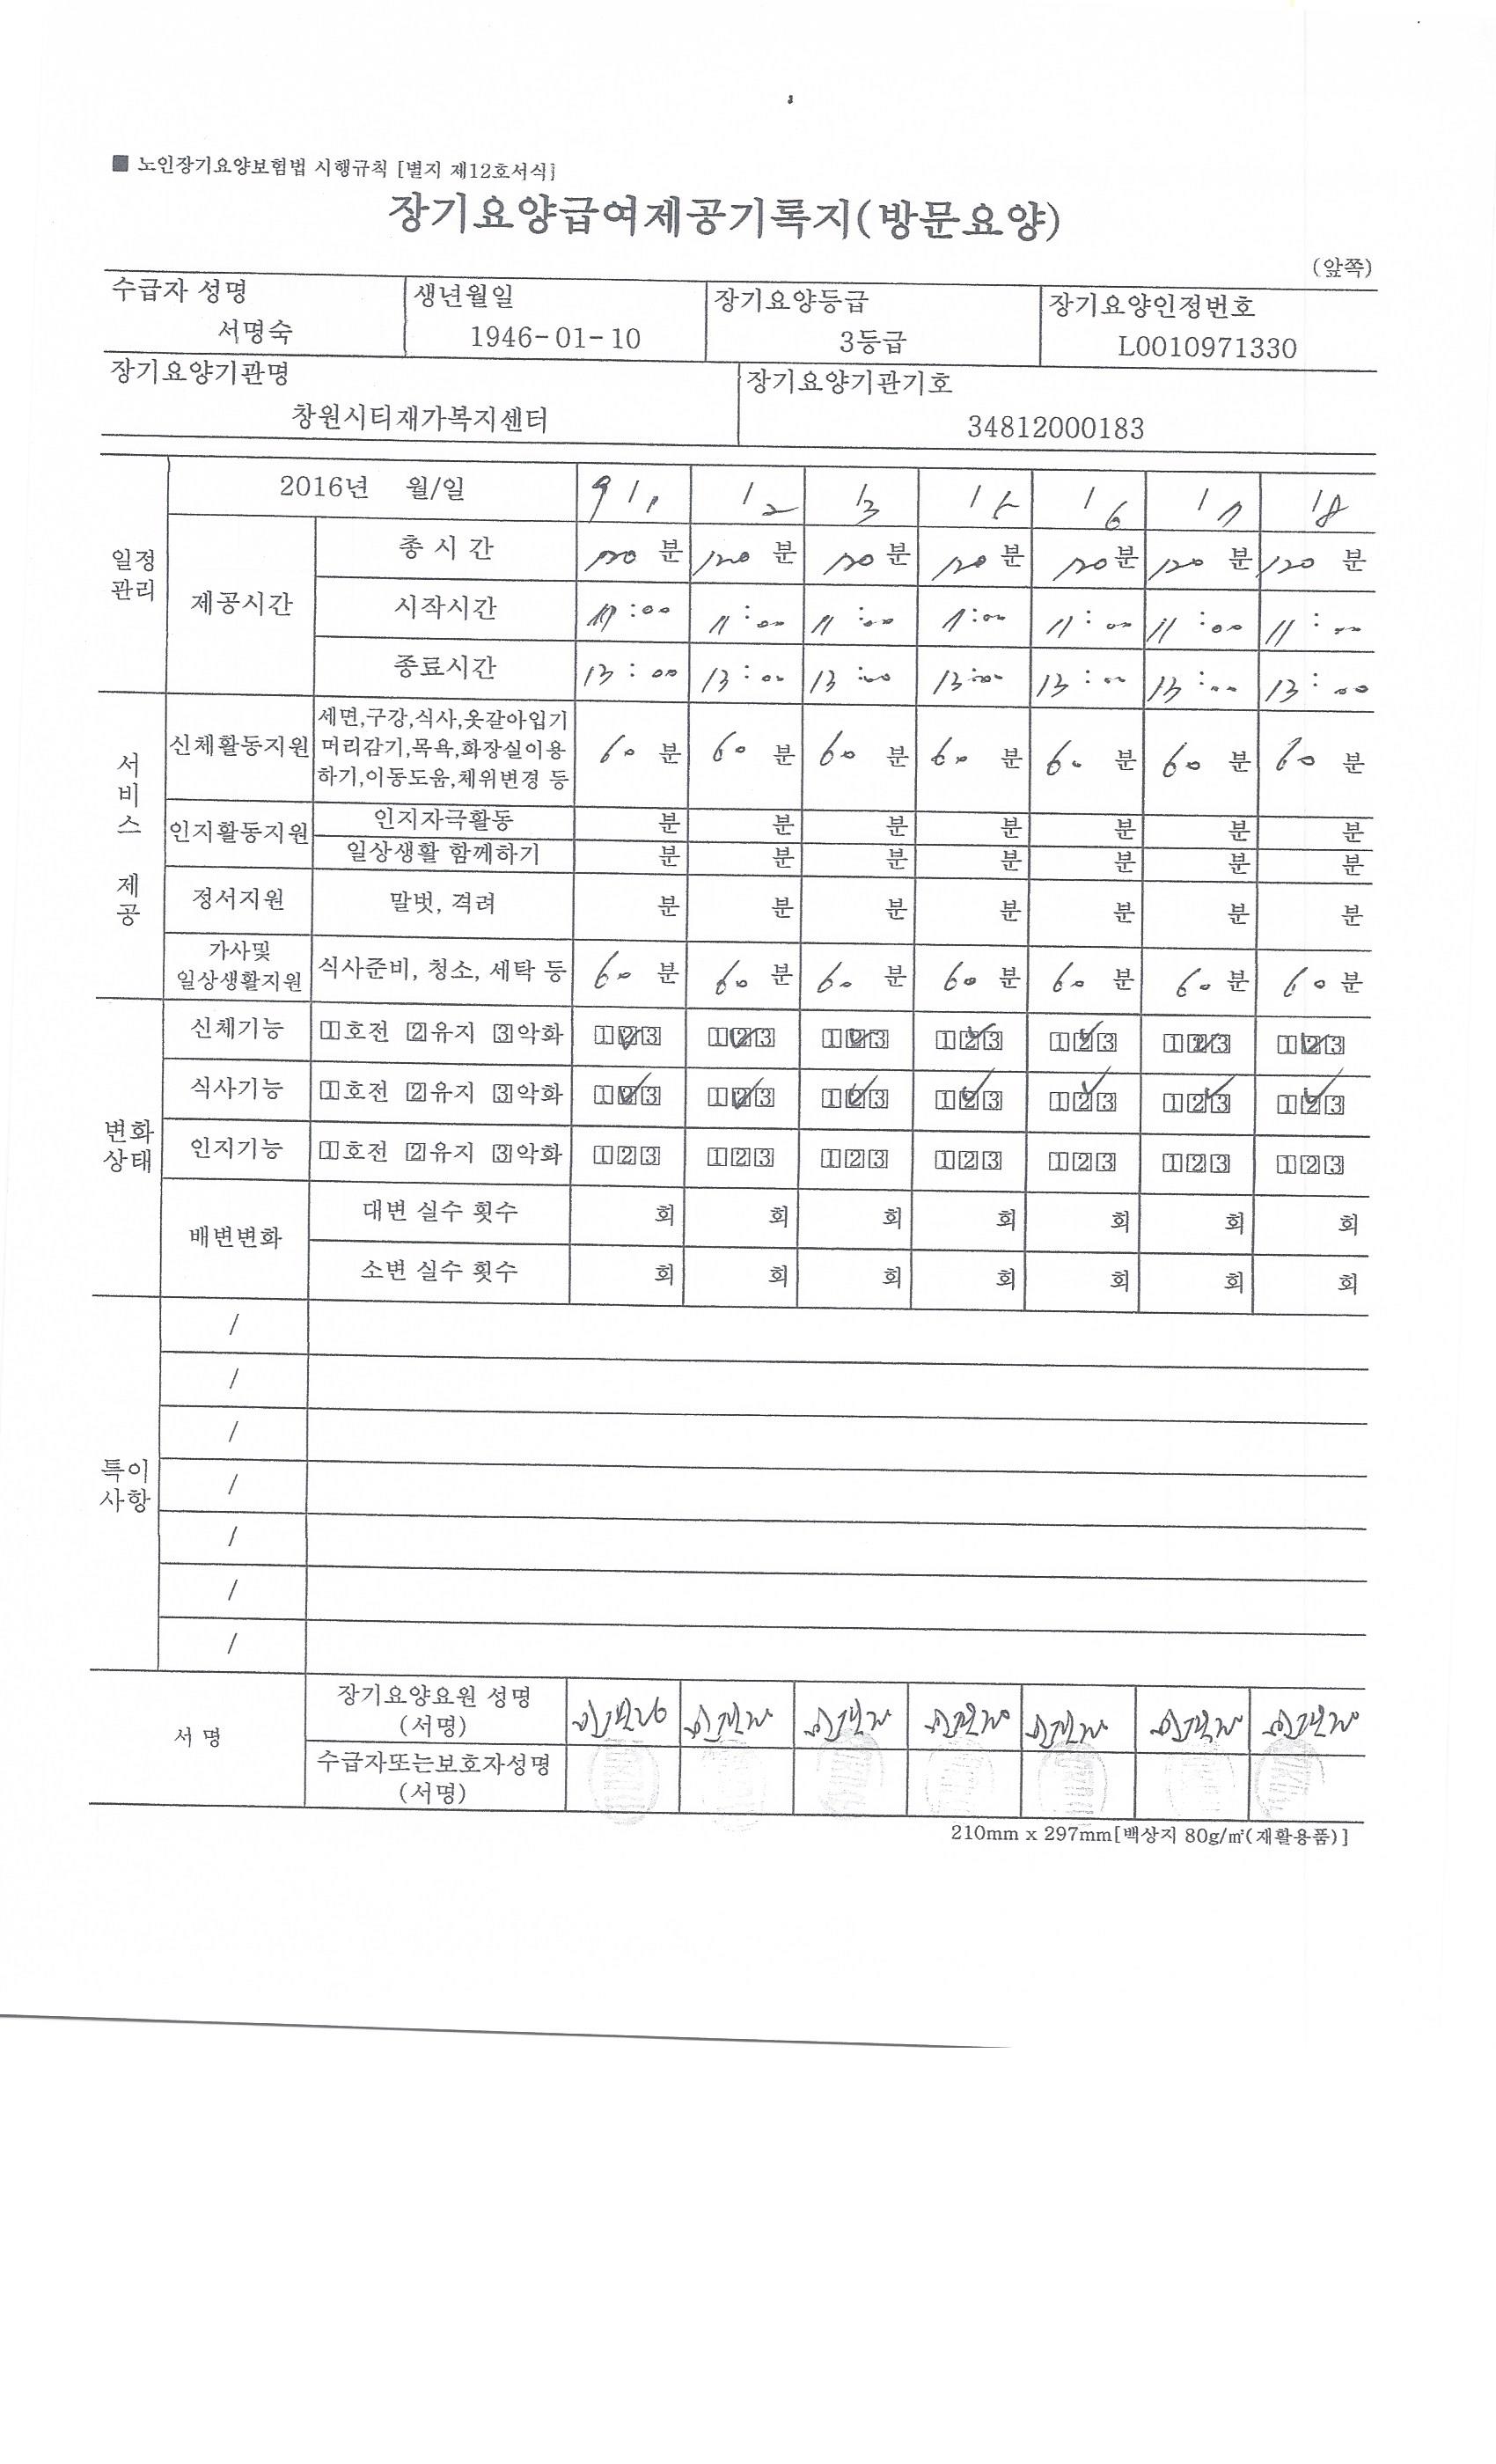 ■ 노인장기요양보험법 시행규칙 [별지 제12호서식]
장기요양급여제공기록지(방문요양)
(앞쪽)
수급자 성명 생년월일 장기요양등급 장기요양인정번호
서명숙 1946-01-10 3등급 L0010971330
장기요양기관명 장기요양기관기호
창원시티재가복지센터 34812000183
일정관리 2016년 월/일 9/1 /2 /3 /5 /6 /7 /8
제공시간 총 시 간 120 분 120 분 120 분 120 분 120 분 120 분 120 분
시작시간 11:00 11:00 11:00 11:00 11:00 11:00 11:00
종료시간 13:00 13:00 13:00 13:00 13:00 13:00 13:00
서비스 제공
신체활동지원 세면,구강,식사,옷갈아입기 머리감기,목욕,화장실이용하기,이동도움,체위변경 등 60 분 60 분 60 분 60 분 60 분 60 분 60 분
인지활동지원 인지자극활동 분 분 분 분 분 분 분
일상생활 함께하기 분 분 분 분 분 분 분
정서지원 말벗, 격려 분 분 분 분 분 분 분
가사및 일상생활지원 식사준비, 청소, 세탁 등 60 분 60 분 60 분 60 분 60 분 60 분 60 분
변화상태
신체기능 1호전 2유지 3악화 123 123 123 123 123 123 123
식사기능 1호전 2유지 3악화 123 123 123 123 123 123 123
인지기능 1호전 2유지 3악화 123 123 123 123 123 123 123
배변변화 대변 실수 횟수 회 회 회 회 회 회 회
소변 실수 횟수 회 회 회 회 회 회 회
특이사항
/
/
/
/
/
/
/
서 명 장기요양요원 성명 (서명)
수급자또는보호자성명 (서명)
210mm x 297mm[백상지 80g/㎡(재활용품)]